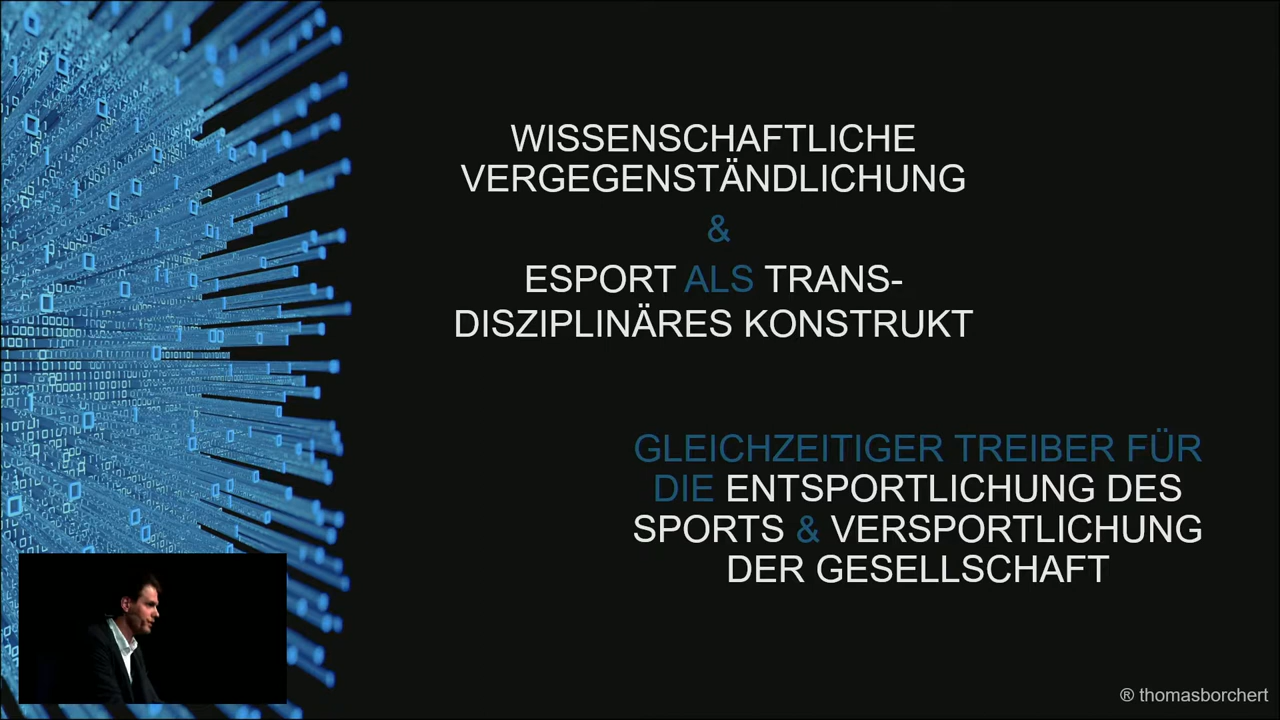 WISSENSCHAFTLICHE
VERGEGENSTÄNDLICHUNG
&
ESPORT ALS TRANS-
DISZIPLINÄRES KONSTRUKT
GLEICHZEITIGER TREIBER FÜR
DIE ENTSPORTLICHUNG DES
SPORTS & VERSPORTLICHUNG
DER GESELLSCHAFT
® thomasborchert